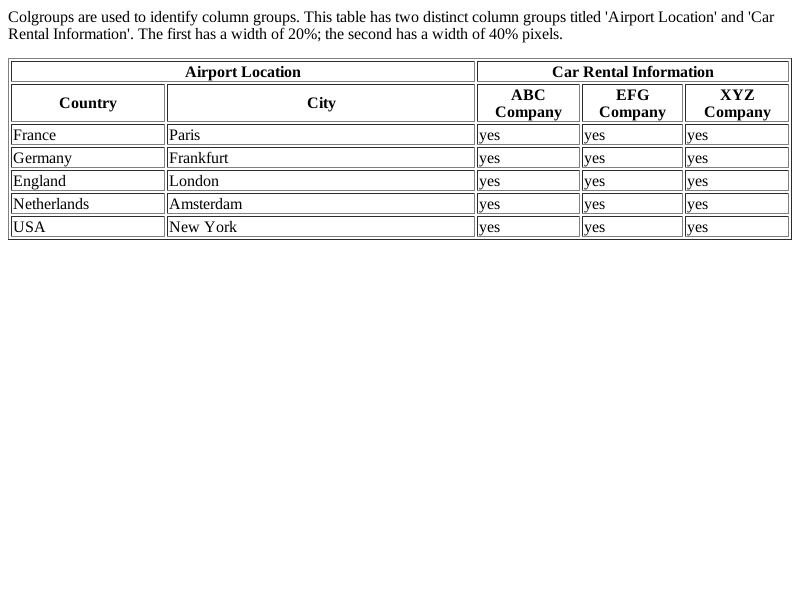 Colgroups are used to identify column groups. This table has two distinct column groups titled 'Airport Location' and 'Car
Rental Information'. The first has a width of 20%; the second has a width of 40% pixels.
Airport Location Car Rental Information
Country City ABC Company EFG Company XYZ Company
France Paris yes yes yes
Germany Frankfurt yes yes yes
England London yes yes yes
Netherlands Amsterdam yes yes yes
USA New York yes yes yes